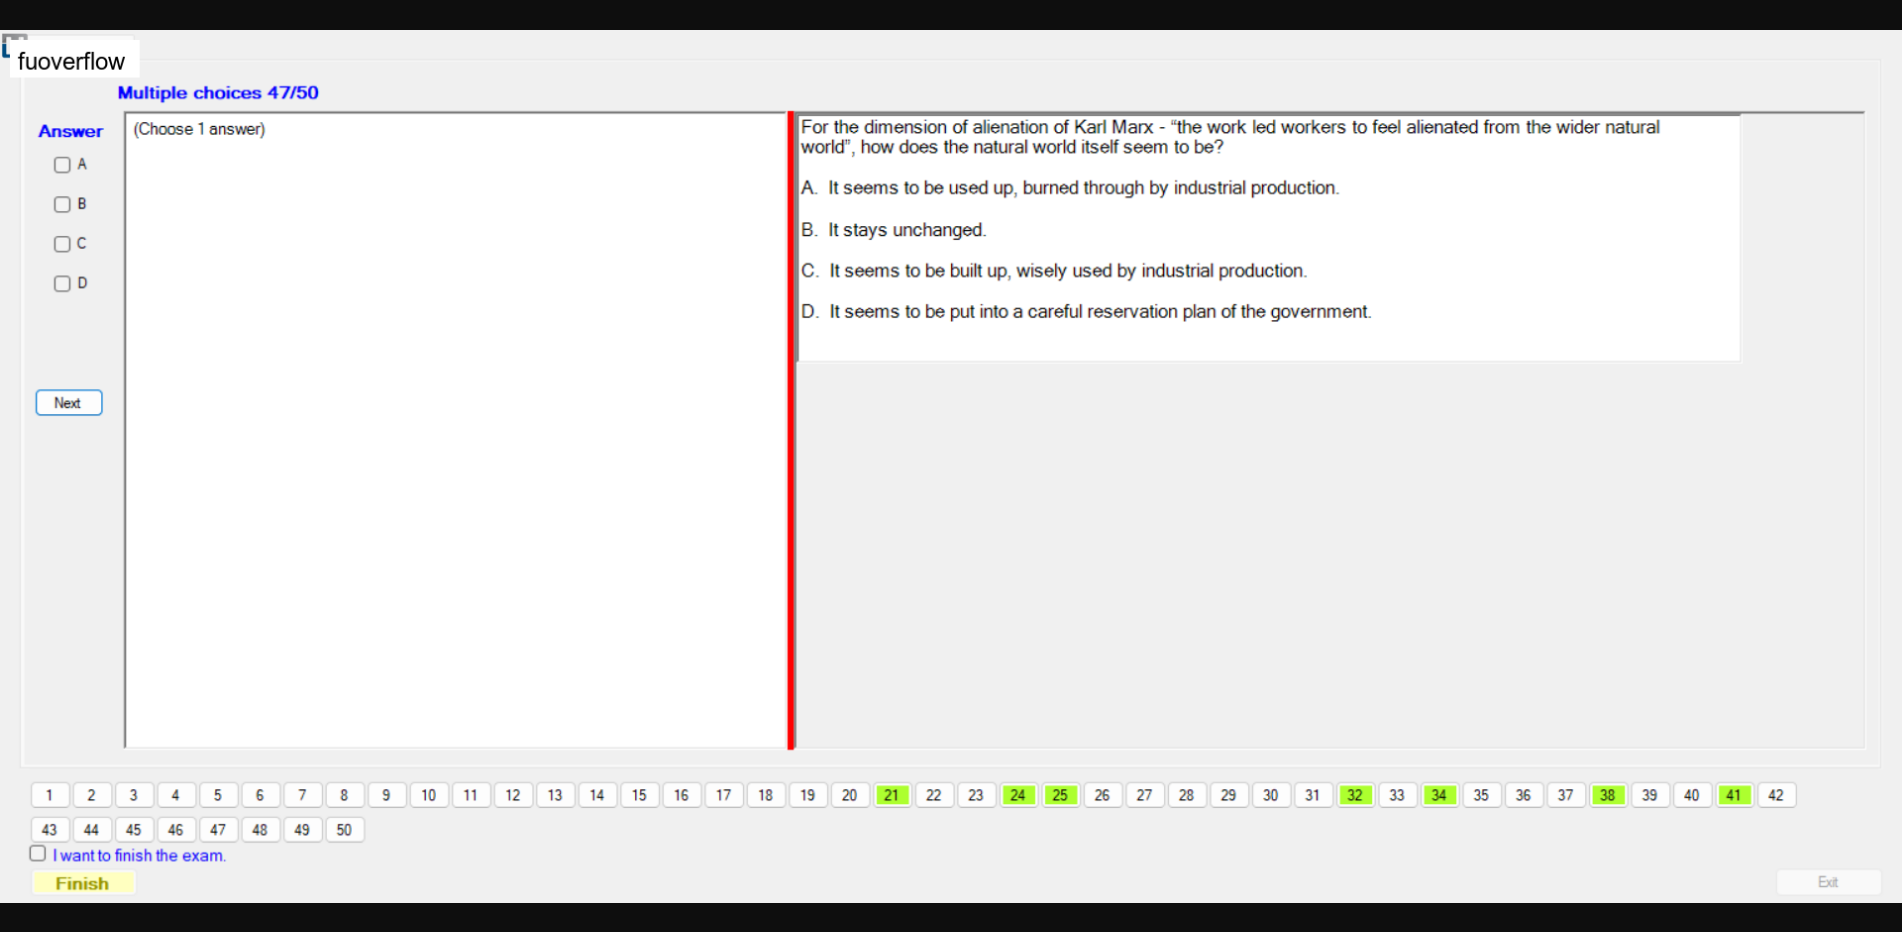 fuoverflow
Multiple choices 47/50
Answer
(Choose 1 answer)
A
B
C
D
Next
For the dimension of alienation of Karl Marx - “the work led workers to feel alienated from the wider natural
world”, how does the natural world itself seem to be?
A. It seems to be used up, burned through by industrial production.
B. It stays unchanged.
C. It seems to be built up, wisely used by industrial production.
D. It seems to be put into a careful reservation plan of the government.
1 2 3 4 5 6 7 8 9 10 11 12 13 14 15 16 17 18 19 20 21 22 23 24 25 26 27 28 29 30 31 32 33 34 35 36 37 38 39 40 41 42
43 44 45 46 47 48 49 50
I want to finish the exam.
Finish
Exit